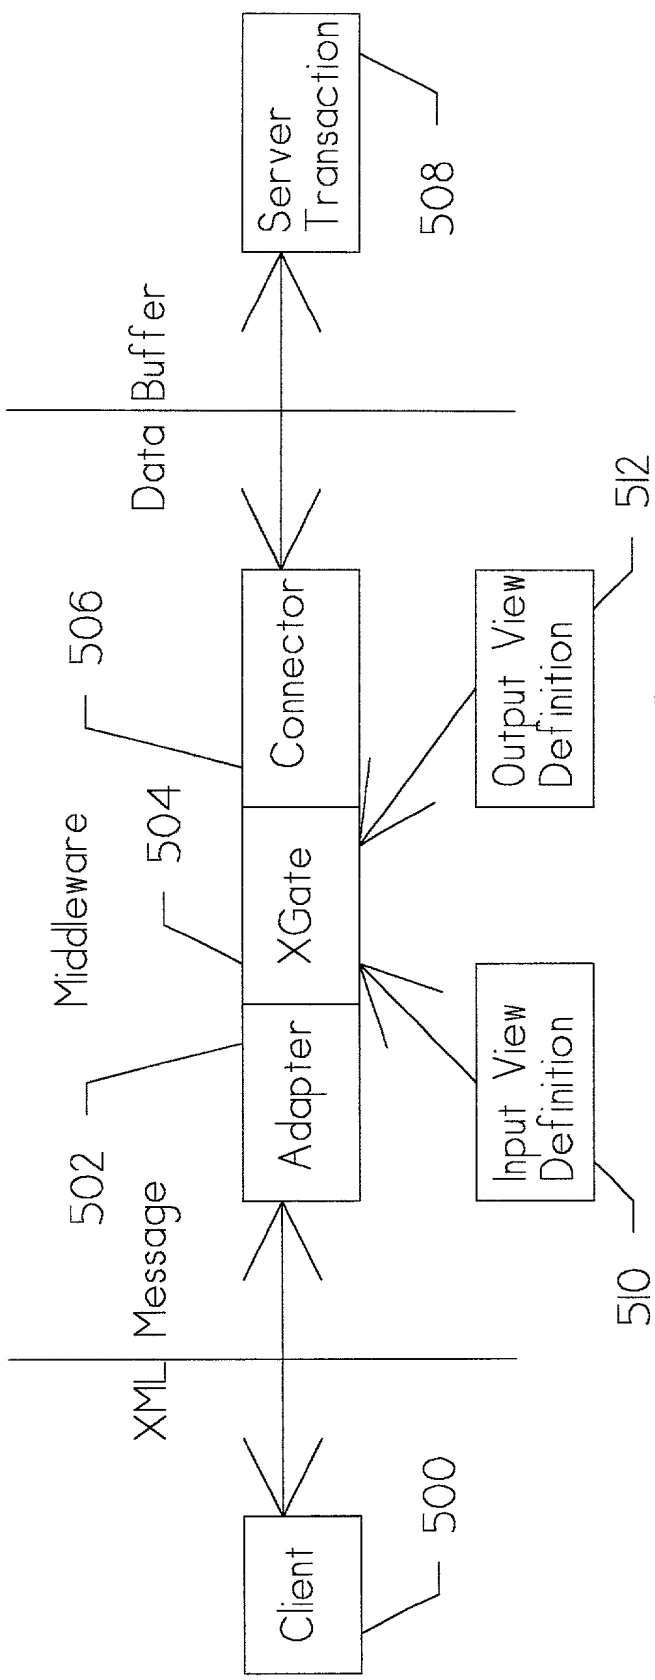 Middleware
XML Message
Data Buffer
502
504
506
Client
Adapter
XGate
Connector
Server
Transaction
500
508
Input View
Definition
Output View
Definition
510
512